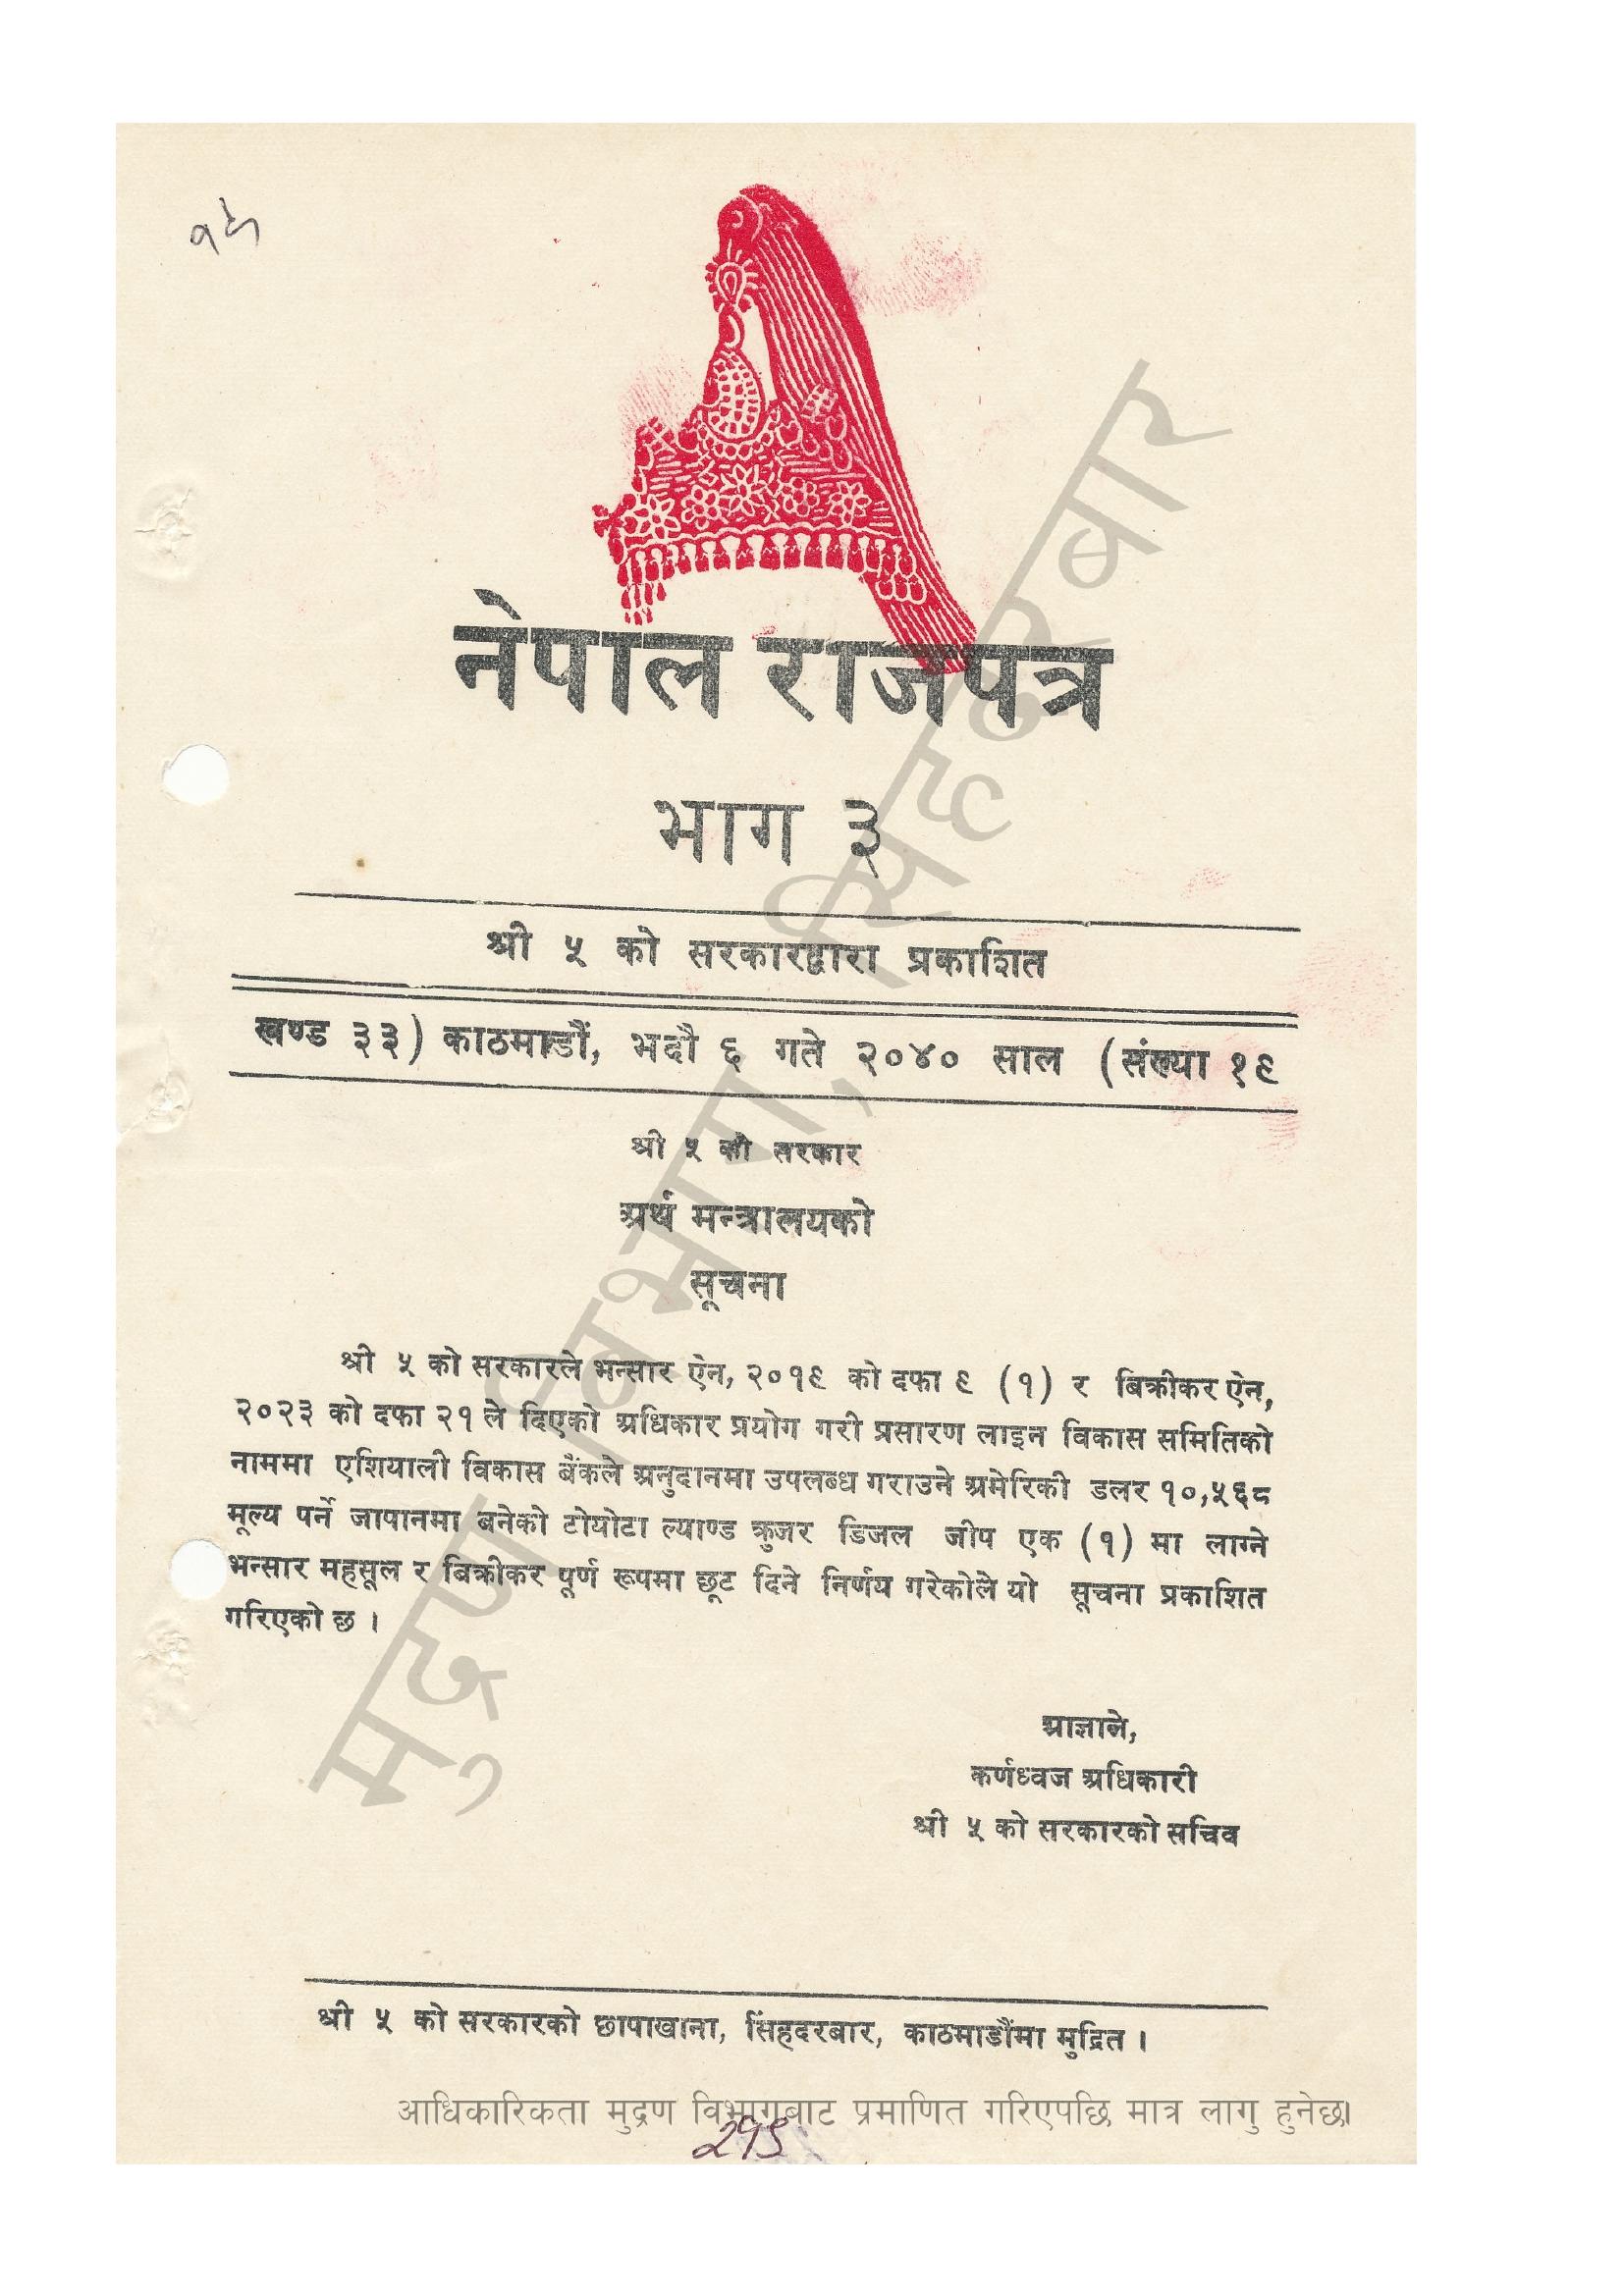 नेपाल राजपत्र
भाग ३
श्री ५ को सरकारद्वारा प्रकाशित
खण्ड ३३) काठमाडौं, भदौ ६ गते २०४० साल (संख्या १९
श्री ५ को सरकार
अर्थ मन्त्रालयको
सूचना
श्री ५ को सरकारले भन्सार ऐन, २०१९ को दफा ९ (१) र बिक्रीकर ऐन,
२०२३ को दफा २१ ले दिएको अधिकार प्रयोग गरी प्रसारण लाइन विकास समितिको
नाममा एशियाली विकास बैंकले अनुदानमा उपलब्ध गराउने अमेरिकी डलर १०,५६८
मूल्य पर्ने जापानमा बनेको टोयोटा ल्याण्ड क्रुजर डिजल जीप एक (१) मा लाग्ने
भन्सार महसूल र बिक्रीकर पूर्ण रूपमा छूट दिने निर्णय गरेकोले यो सूचना प्रकाशित
गरिएको छ ।
आज्ञाले,
कर्णध्वज अधिकारी
श्री ५ को सरकारको सचिव
श्री ५ को सरकारको छापाखाना, सिंहदरबार, काठमाडौंमा मुद्रित ।
आधिकारिकता मुद्रण विभागबाट प्रमाणित गरिएपछि मात्र लागु हुनेछ।
मुद्रण विभाग, सिंहदरबार